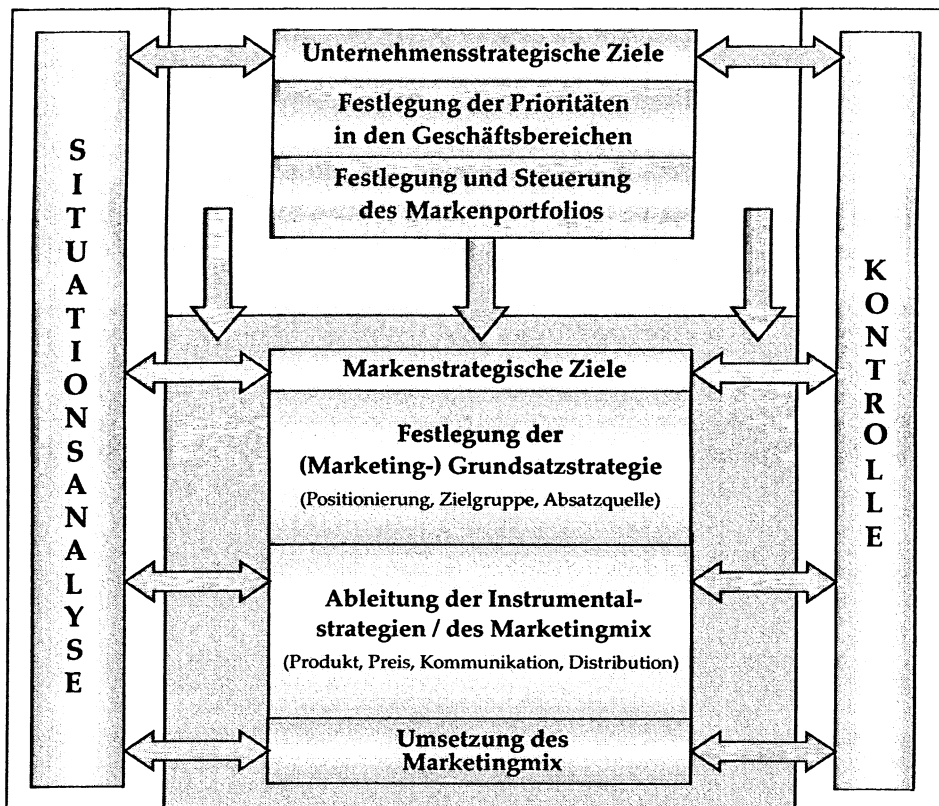 SITUATIONSANALYSE
Unternehmensstrategische Ziele
Festlegung der Prioritäten
in den Geschäftsbereichen
Festlegung und Steuerung
des Markenportfolios
Markenstrategische Ziele
Festlegung der
(Marketing-) Grundsatzstrategie
(Positionierung, Zielgruppe, Absatzquelle)
Ableitung der Instrumental-
strategien / des Marketingmix
(Produkt, Preis, Kommunikation, Distribution)
Umsetzung des
Marketingmix
KONTROLLE